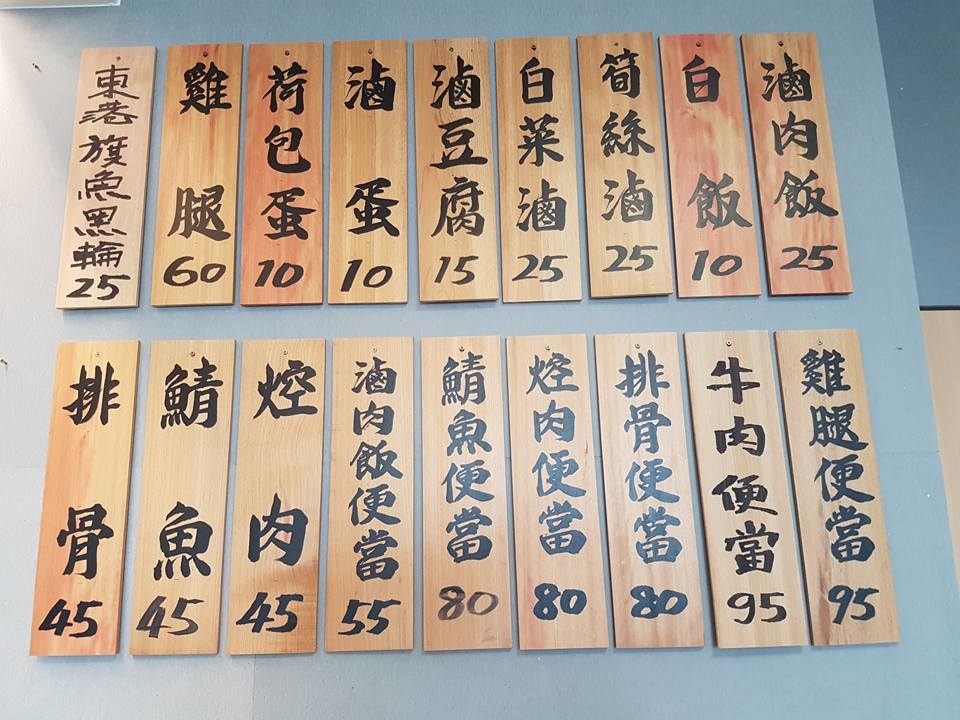 滷肉飯 25
白飯 10
筍絲滷 25
白菜滷 25
滷豆腐 15
滷蛋 10
荷包蛋 10
雞腿 60
東港旗魚黑輪 25
雞腿便當 95
牛肉便當 95
排骨便當 80
焢肉便當 80
鯖魚便當 80
滷肉飯便當 55
焢肉 45
鯖魚 45
排骨 45